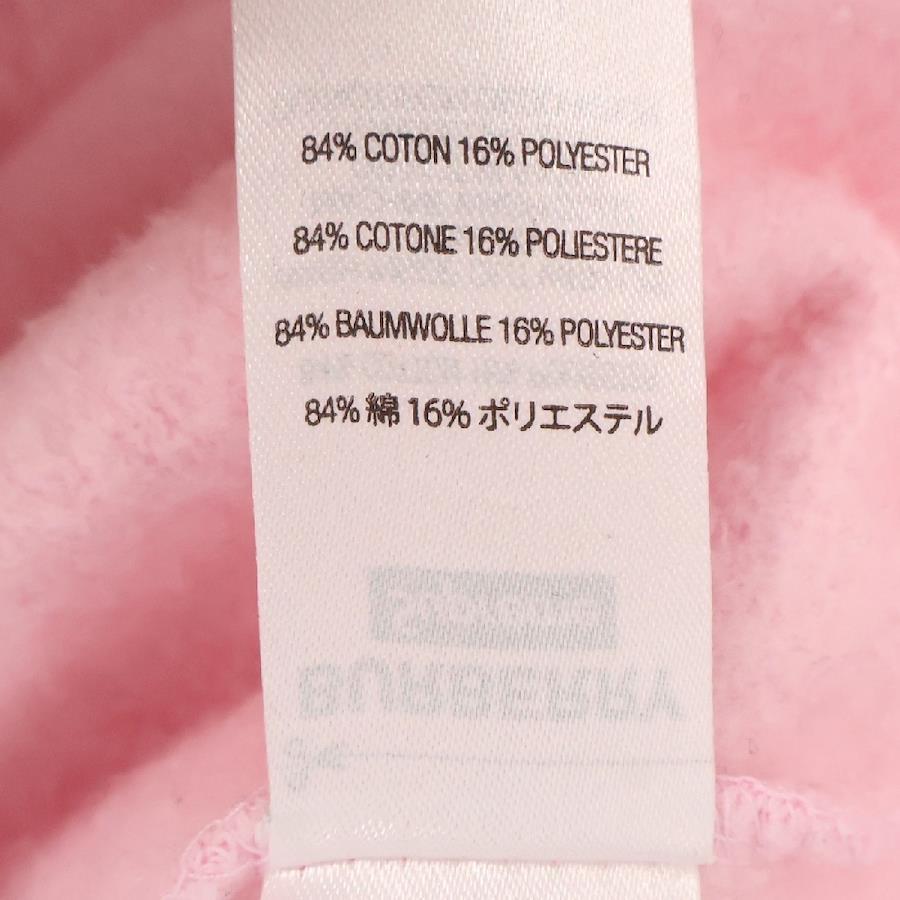 84% COTON 16% POLYESTER
84% COTONE 16% POLIESTERE
84% BAUMWOLLE 16% POLYESTER
84% 綿 16% ポリエステル
BURBERRY